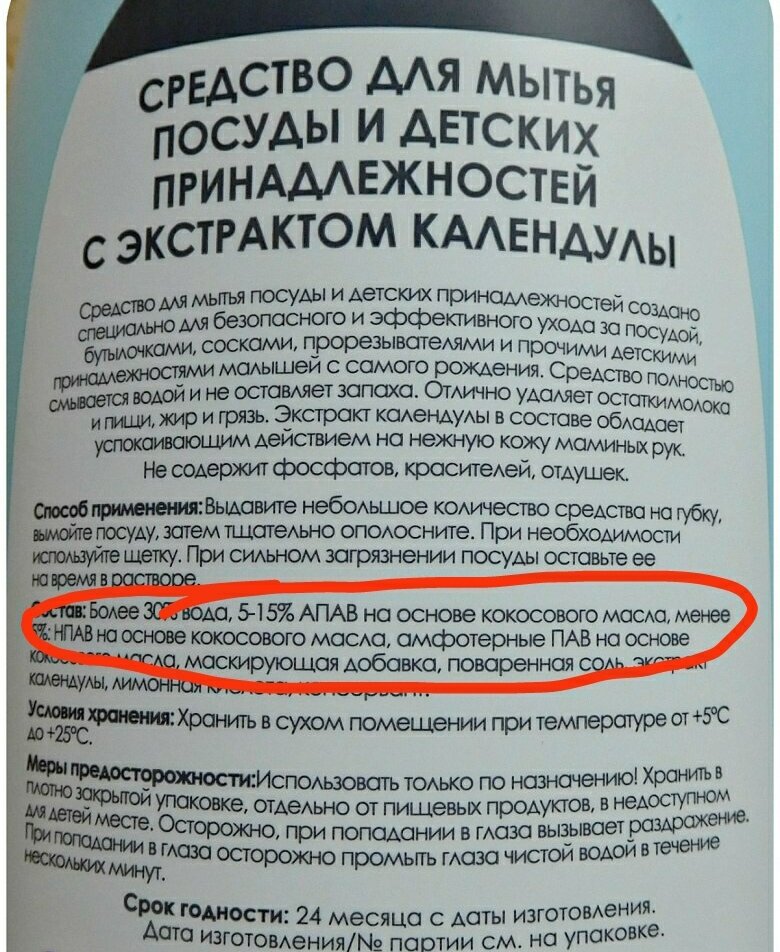 СРЕДСТВО ДЛЯ МЫТЬЯ
ПОСУДЫ И ДЕТСКИХ
ПРИНАДЛЕЖНОСТЕЙ
С ЭКСТРАКТОМ КАЛЕНДУЛЫ
Средство для мытья посуды и детских принадлежностей создано
специально для безопасного и эффективного ухода за посудой,
бутылочками, сосками, прорезывателями и прочими детскими
принадлежностями малышей с самого рождения. Средство полностью
смывается водой и не оставляет запаха. Отлично удаляет остаткимолока
и пищи, жир и грязь. Экстракт календулы в составе обладает
успокаивающим действием на нежную кожу маминых рук.
Не содержит фосфатов, красителей, отдушек.
Способ применения: Выдавите небольшое количество средства на губку,
вымойте посуду, затем тщательно ополосните. При необходимости
используйте щетку. При сильном загрязнении посуды оставьте ее
на время в растворе.
Состав: Более 30% вода, 5-15% АПАВ на основе кокосового масла, менее
5%: НПАВ на основе кокосового масла, амфотерные ПАВ на основе
кокосового масла, маскирующая добавка, поваренная соль, экстракт
календулы, лимонная кислота, консервант.
Условия хранения: Хранить в сухом помещении при температуре от +5°С
до +25°С.
Меры предосторожности:Использовать только по назначению! Хранить в
плотно закрытой упаковке, отдельно от пищевых продуктов, в недоступном
для детей месте. Осторожно, при попадании в глаза вызывает раздражение.
При попадании в глаза осторожно промыть глаза чистой водой в течение
нескольких минут.
Срок годности: 24 месяца с даты изготовления.
Дата изготовления/№ партии см. на упаковке.